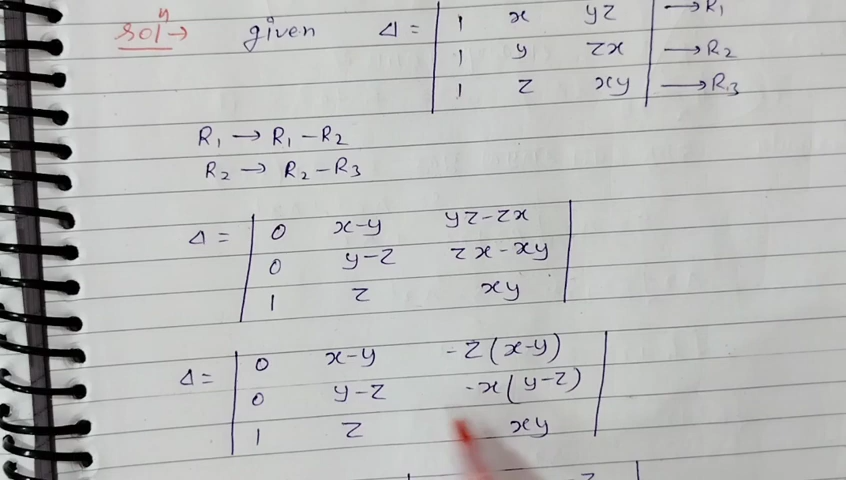 solⁿ → given Δ = | 1 x yz | → R₁
| 1 y zx | → R₂
| 1 z xy | → R₃
R₁ → R₁ - R₂
R₂ → R₂ - R₃
Δ = | 0 x-y yz-zx |
| 0 y-z zx-xy |
| 1 z xy |
Δ = | 0 x-y -z(x-y) |
| 0 y-z -x(y-z) |
| 1 z xy |